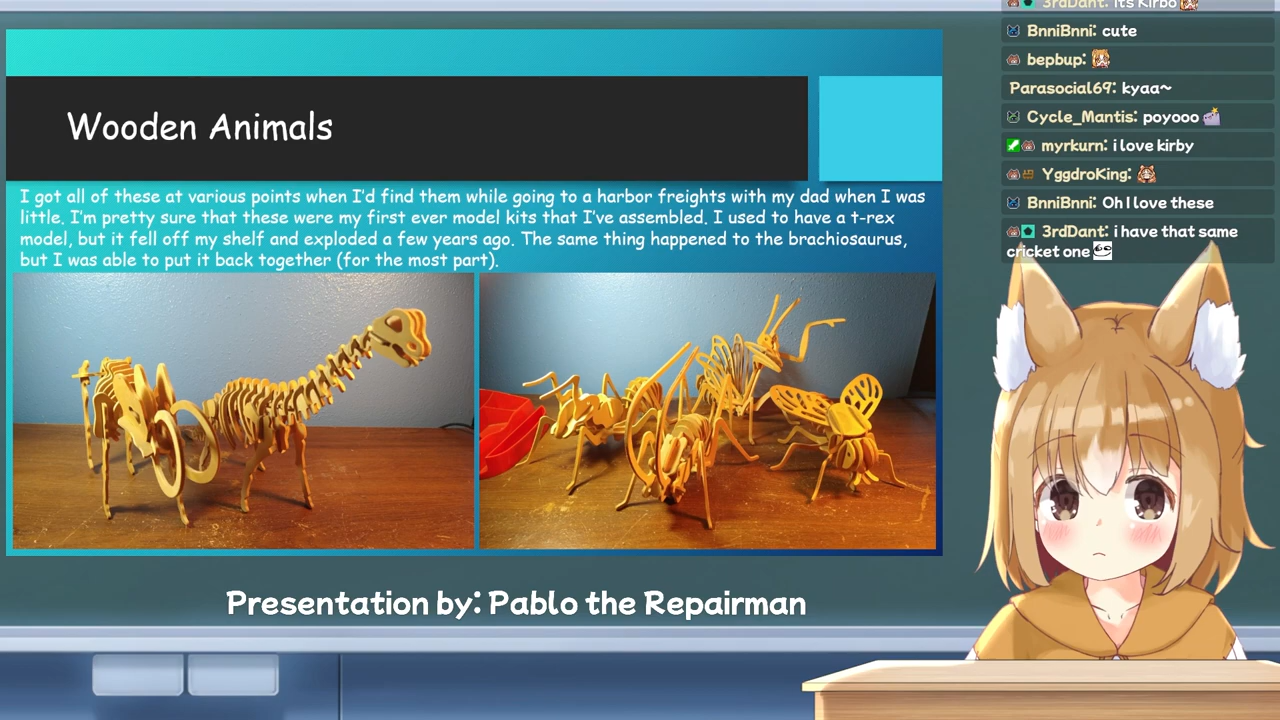 Wooden Animals
I got all of these at various points when I'd find them while going to a harbor freights with my dad when I was
little. I'm pretty sure that these were my first ever model kits that I've assembled. I used to have a t-rex
model, but it fell off my shelf and exploded a few years ago. The same thing happened to the brachiosaurus,
but I was able to put it back together (for the most part).
Presentation by: Pablo the Repairman
3rdDant: its Kirbo
BnniBnni: cute
bepbup:
Parasocial69: kyaa~
Cycle_Mantis: poyooo
myrkurn: i love kirby
YggdroKing:
BnniBnni: Oh I love these
3rdDant: i have that same
cricket one